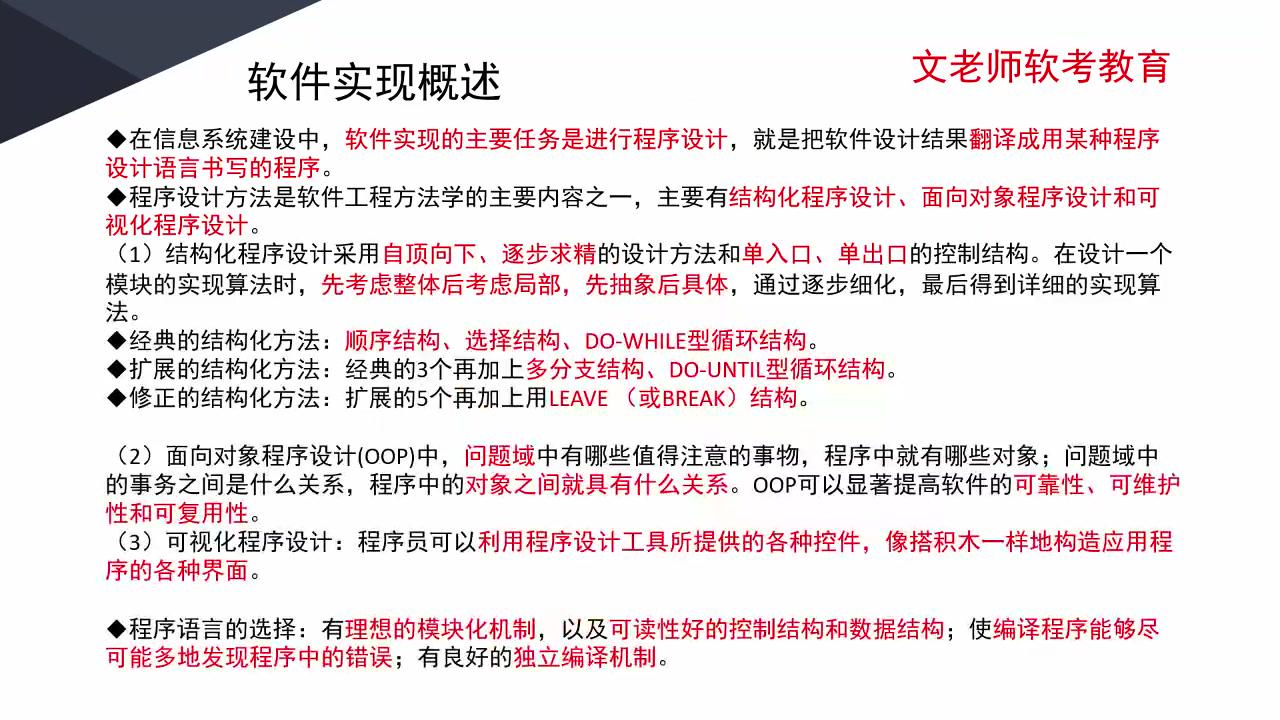 软件实现概述
文老师软考教育
◆在信息系统建设中，软件实现的主要任务是进行程序设计，就是把软件设计结果翻译成用某种程序
设计语言书写的程序。
◆程序设计方法是软件工程方法学的主要内容之一，主要有结构化程序设计、面向对象程序设计和可
视化程序设计。
（1）结构化程序设计采用自顶向下、逐步求精的设计方法和单入口、单出口的控制结构。在设计一个
模块的实现算法时，先考虑整体后考虑局部，先抽象后具体，通过逐步细化，最后得到详细的实现算
法。
◆经典的结构化方法：顺序结构、选择结构、DO-WHILE型循环结构。
◆扩展的结构化方法：经典的3个再加上多分支结构、DO-UNTIL型循环结构。
◆修正的结构化方法：扩展的5个再加上用LEAVE （或BREAK）结构。
（2）面向对象程序设计(OOP)中，问题域中有哪些值得注意的事物，程序中就有哪些对象；问题域中
的事务之间是什么关系，程序中的对象之间就具有什么关系。OOP可以显著提高软件的可靠性、可维护
性和可复用性。
（3）可视化程序设计：程序员可以利用程序设计工具所提供的各种控件，像搭积木一样地构造应用程
序的各种界面。
◆程序语言的选择：有理想的模块化机制，以及可读性好的控制结构和数据结构；使编译程序能够尽
可能多地发现程序中的错误；有良好的独立编译机制。